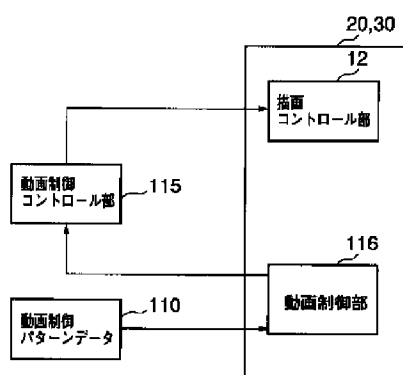 20,30
12
描画
コントロール部
動画制御
コントロール部
115
116
動画制御部
動画制御
パターンデータ
110